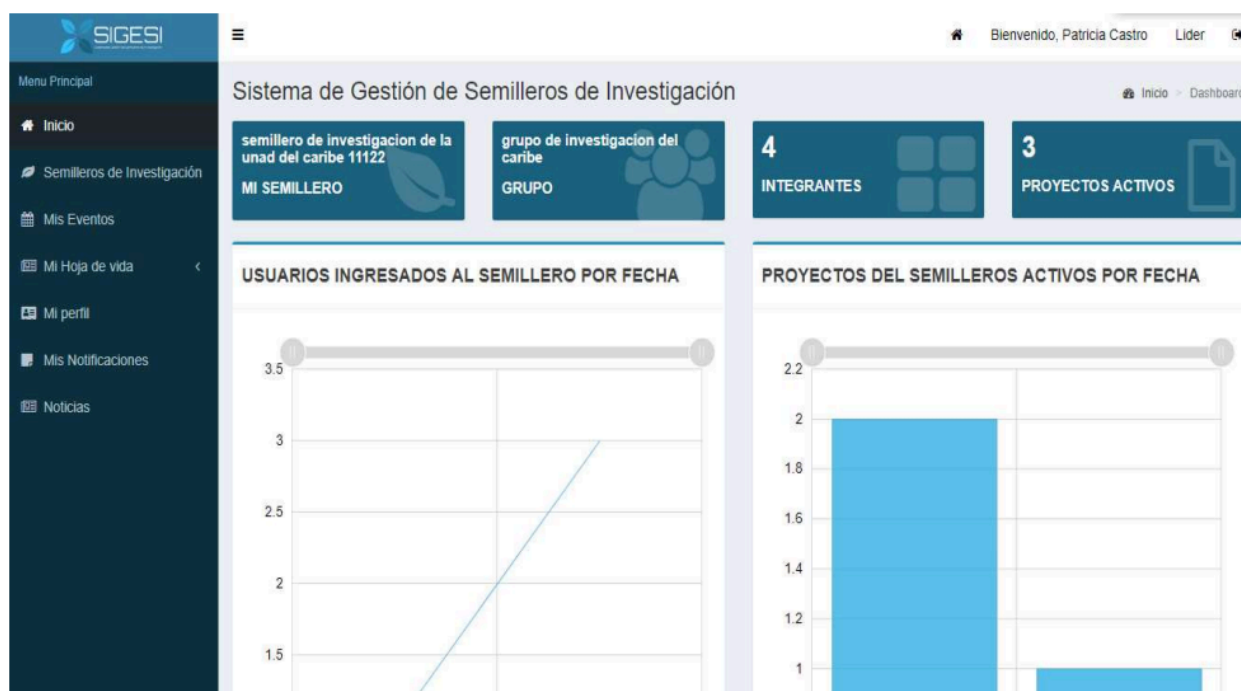 SIGESI
Bienvenido, Patricia Castro
Lider
Menu Principal
Sistema de Gestión de Semilleros de Investigación
Inicio > Dashboard
Inicio
Semilleros de Investigación
Mis Eventos
Mi Hoja de vida
Mi perfil
Mis Notificaciones
Noticias
semillero de investigacion de la
unad del caribe 11122
MI SEMILLERO
grupo de investigacion del
caribe
GRUPO
4
INTEGRANTES
3
PROYECTOS ACTIVOS
USUARIOS INGRESADOS AL SEMILLERO POR FECHA
3.5
3
2.5
2
1.5
PROYECTOS DEL SEMILLEROS ACTIVOS POR FECHA
2.2
2
1.8
1.6
1.4
1.2
1